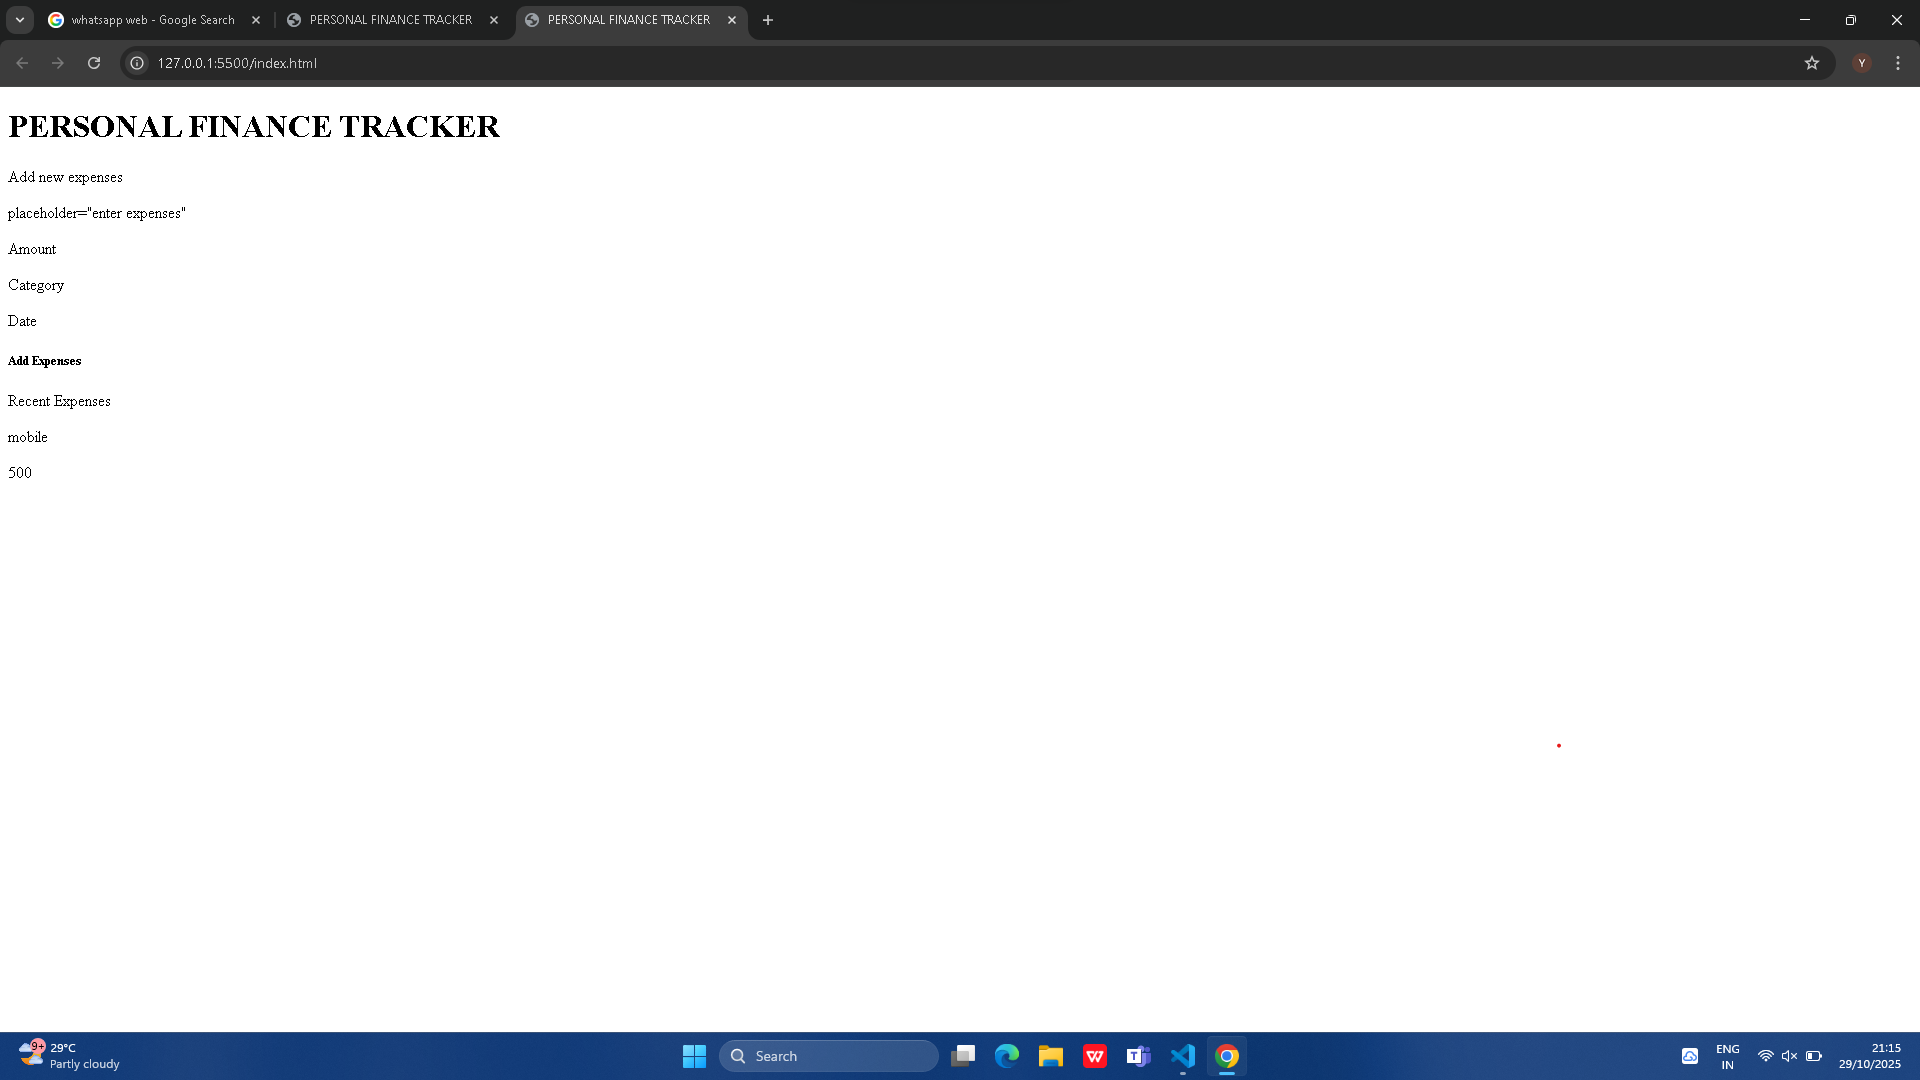 whatsapp web - Google Search
PERSONAL FINANCE TRACKER
PERSONAL FINANCE TRACKER
127.0.0.1:5500/index.html
Y
PERSONAL FINANCE TRACKER
Add new expenses
placeholder="enter expenses"
Amount
Category
Date
Add Expenses
Recent Expenses
mobile
500
9+
29°C
Partly cloudy
Search
ENG
IN
21:15
29/10/2025